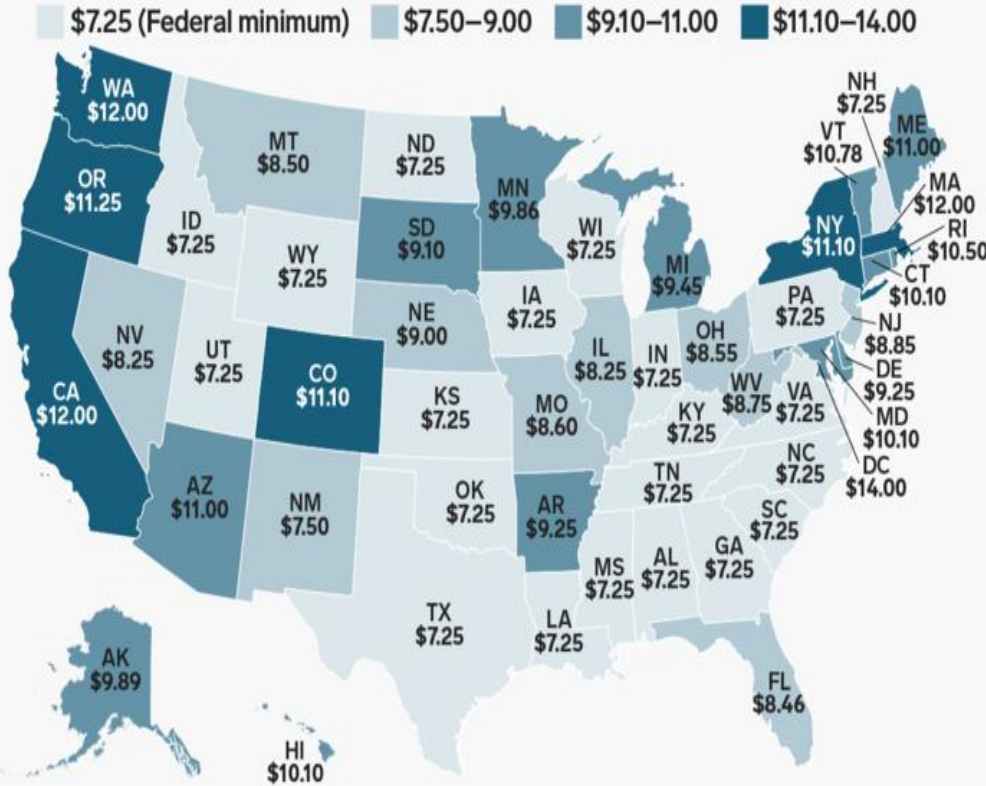 $7.25 (Federal minimum) $7.50–9.00 $9.10–11.00 $11.10–14.00
WA
$12.00
OR
$11.25
CA
$12.00
ID
$7.25
NV
$8.25
MT
$8.50
WY
$7.25
UT
$7.25
AZ
$11.00
CO
$11.10
NM
$7.50
ND
$7.25
SD
$9.10
NE
$9.00
KS
$7.25
OK
$7.25
TX
$7.25
MN
$9.86
IA
$7.25
MO
$8.60
AR
$9.25
LA
$7.25
WI
$7.25
IL
$8.25
MI
$9.45
IN
$7.25
OH
$8.55
KY
$7.25
TN
$7.25
MS
$7.25
AL
$7.25
GA
$7.25
FL
$8.46
SC
$7.25
NC
$7.25
VA
$7.25
WV
$8.75
PA
$7.25
NY
$11.10
VT
$10.78
NH
$7.25
ME
$11.00
MA
$12.00
RI
$10.50
CT
$10.10
NJ
$8.85
DE
$9.25
MD
$10.10
DC
$14.00
AK
$9.89
HI
$10.10